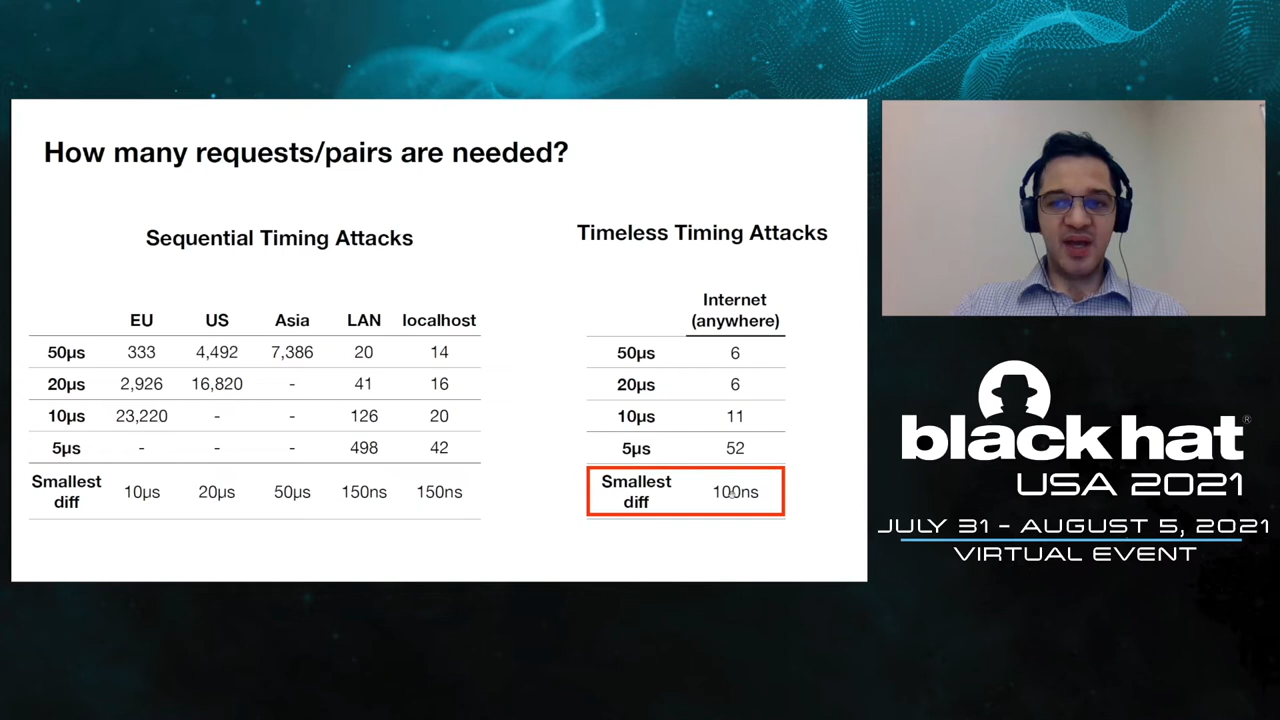 How many requests/pairs are needed?
Sequential Timing Attacks
EU US Asia LAN localhost
50µs 333 4,492 7,386 20 14
20µs 2,926 16,820 - 41 16
10µs 23,220 - - 126 20
5µs - - - 498 42
Smallest
diff 10µs 20µs 50µs 150ns 150ns
Timeless Timing Attacks
Internet
(anywhere)
50µs 6
20µs 6
10µs 11
5µs 52
Smallest
diff 100ns
black hat®
USA 2021
JULY 31 - AUGUST 5, 2021
VIRTUAL EVENT